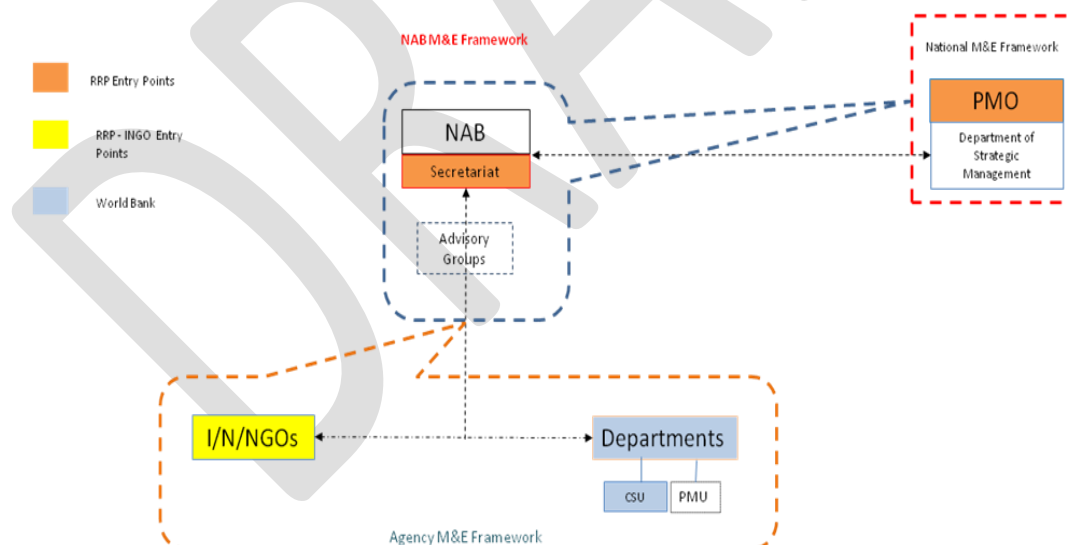 NAB M&E Framework
National M&E Framework
RRP Entry Points
RRP - INGO Entry
Points
World Bank
NAB
Secretariat
Advisory
Groups
PMO
Department of
Strategic
Management
I/N/NGOs
Departments
CSU
PMU
Agency M&E Framework
DRA